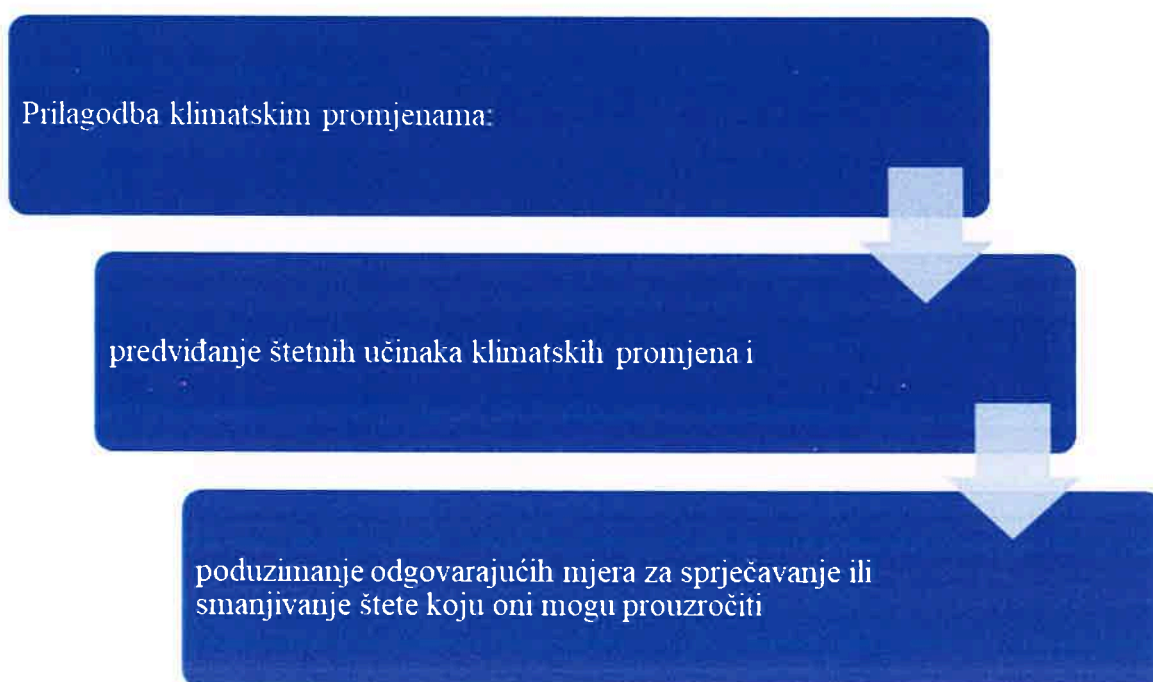 Prilagodba klimatskim promjenama:
predviđanje štetnih učinaka klimatskih promjena i
poduzimanje odgovarajućih mjera za sprječavanje ili
smanjivanje štete koju oni mogu prouzročiti